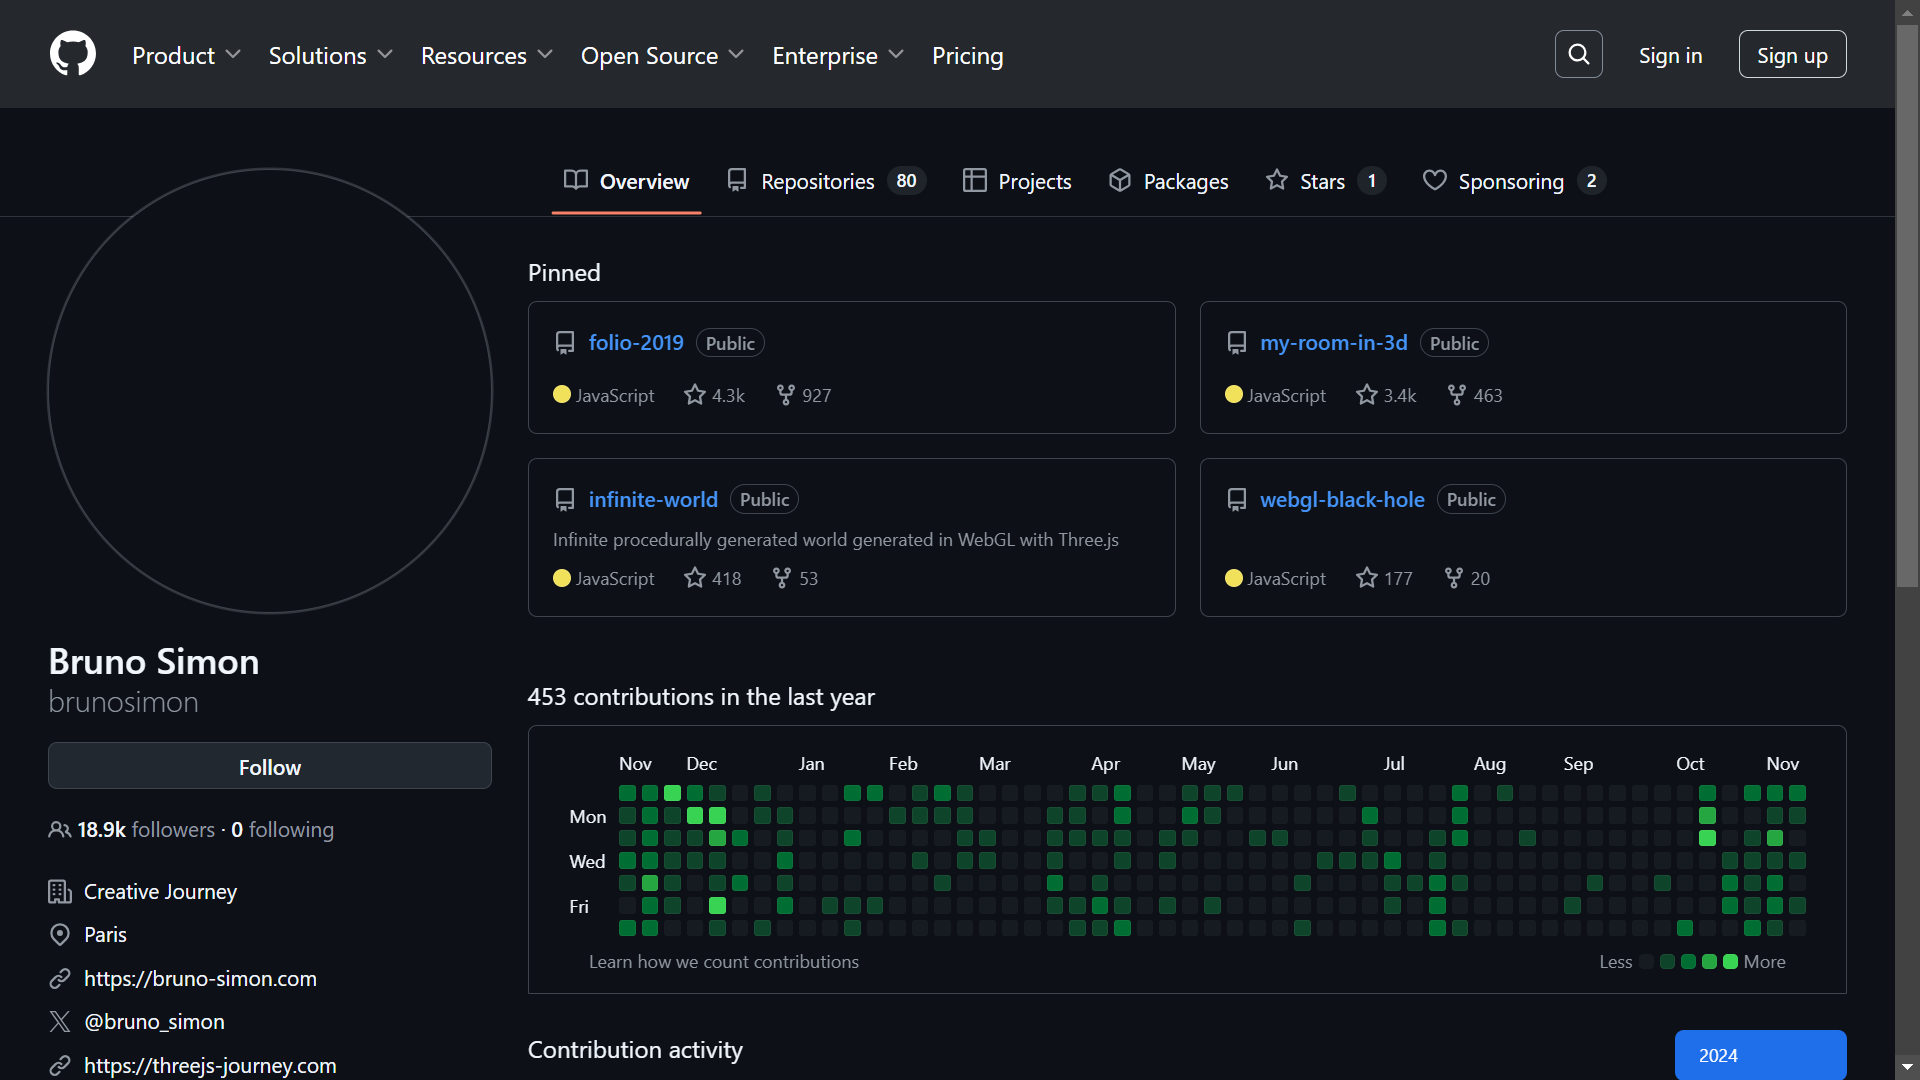 Product Solutions Resources Open Source Enterprise Pricing Sign in Sign up
Overview Repositories 80 Projects Packages Stars 1 Sponsoring 2
Bruno Simon
brunosimon
Follow
18.9k followers · 0 following
Creative Journey
Paris
https://bruno-simon.com
@bruno_simon
https://threejs-journey.com
Pinned
folio-2019 Public
JavaScript 4.3k 927
my-room-in-3d Public
JavaScript 3.4k 463
infinite-world Public
Infinite procedurally generated world generated in WebGL with Three.js
JavaScript 418 53
webgl-black-hole Public
JavaScript 177 20
453 contributions in the last year
Nov Dec Jan Feb Mar Apr May Jun Jul Aug Sep Oct Nov
Mon
Wed
Fri
Learn how we count contributions Less More
Contribution activity
2024